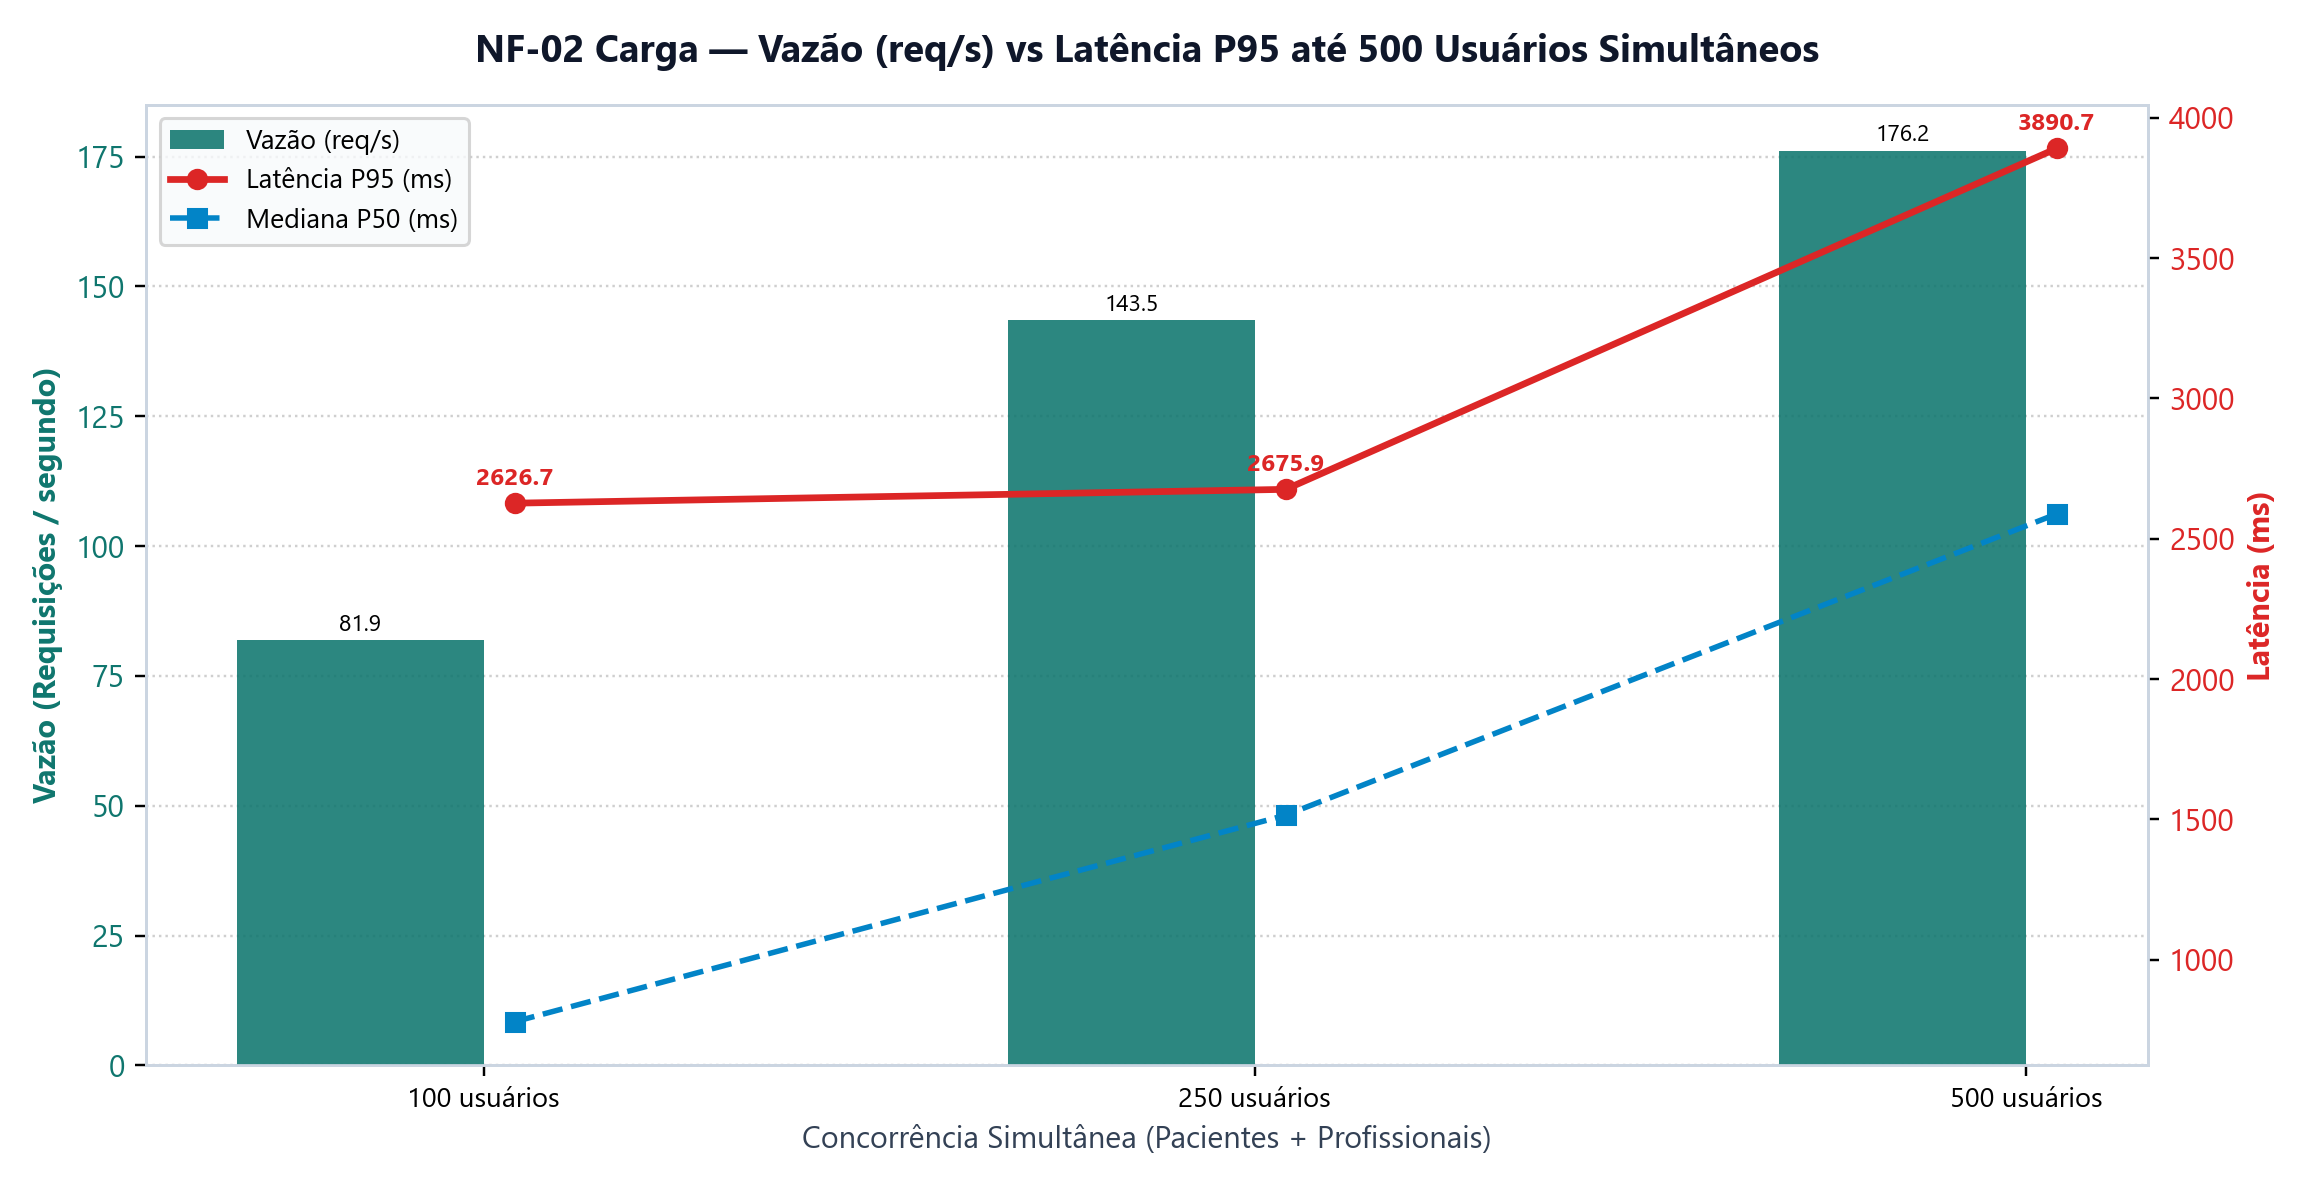 NF-02 Carga — Vazão (req/s) vs Latência P95 até 500 Usuários Simultâneos
Vazão (req/s)
Latência P95 (ms)
Mediana P50 (ms)
Vazão (Requisições / segundo)
175
150
125
100
75
50
25
0
81.9
143.5
176.2
2626.7
2675.9
3890.7
4000
3500
3000
2500
2000
1500
1000
Latência (ms)
100 usuários
250 usuários
500 usuários
Concorrência Simultânea (Pacientes + Profissionais)